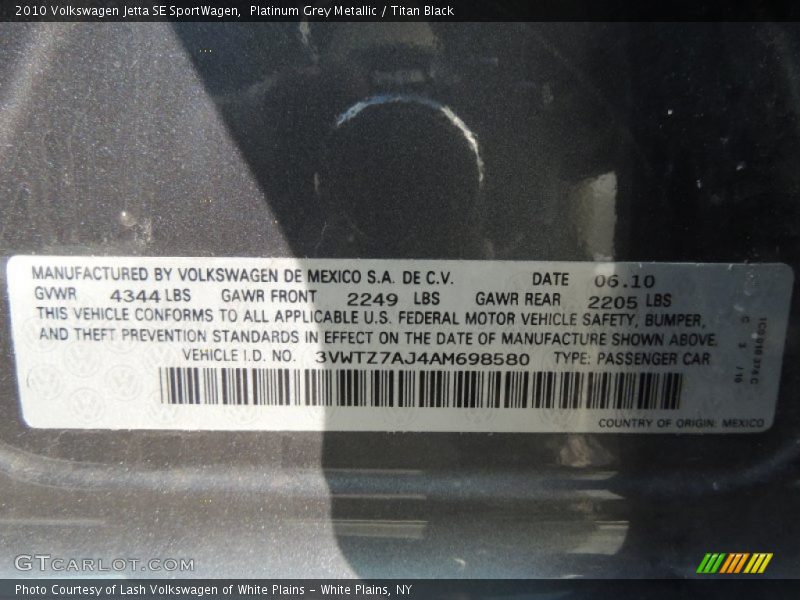 2010 Volkswagen Jetta SE SportWagen,  Platinum Grey Metallic / Titan Black
MANUFACTURED BY VOLKSWAGEN DE MEXICO S.A. DE C.V. DATE 06.10
GVWR 4344 LBS GAWR FRONT 2249 LBS GAWR REAR 2205 LBS
THIS VEHICLE CONFORMS TO ALL APPLICABLE U.S. FEDERAL MOTOR VEHICLE SAFETY, BUMPER,
AND THEFT PREVENTION STANDARDS IN EFFECT ON THE DATE OF MANUFACTURE SHOWN ABOVE.
VEHICLE I.D. NO. 3VWTZ7AJ4AM698580 TYPE: PASSENGER CAR
COUNTRY OF ORIGIN: MEXICO
GTCARLOT.COM
Photo Courtesy of Lash Volkswagen of White Plains - White Plains, NY